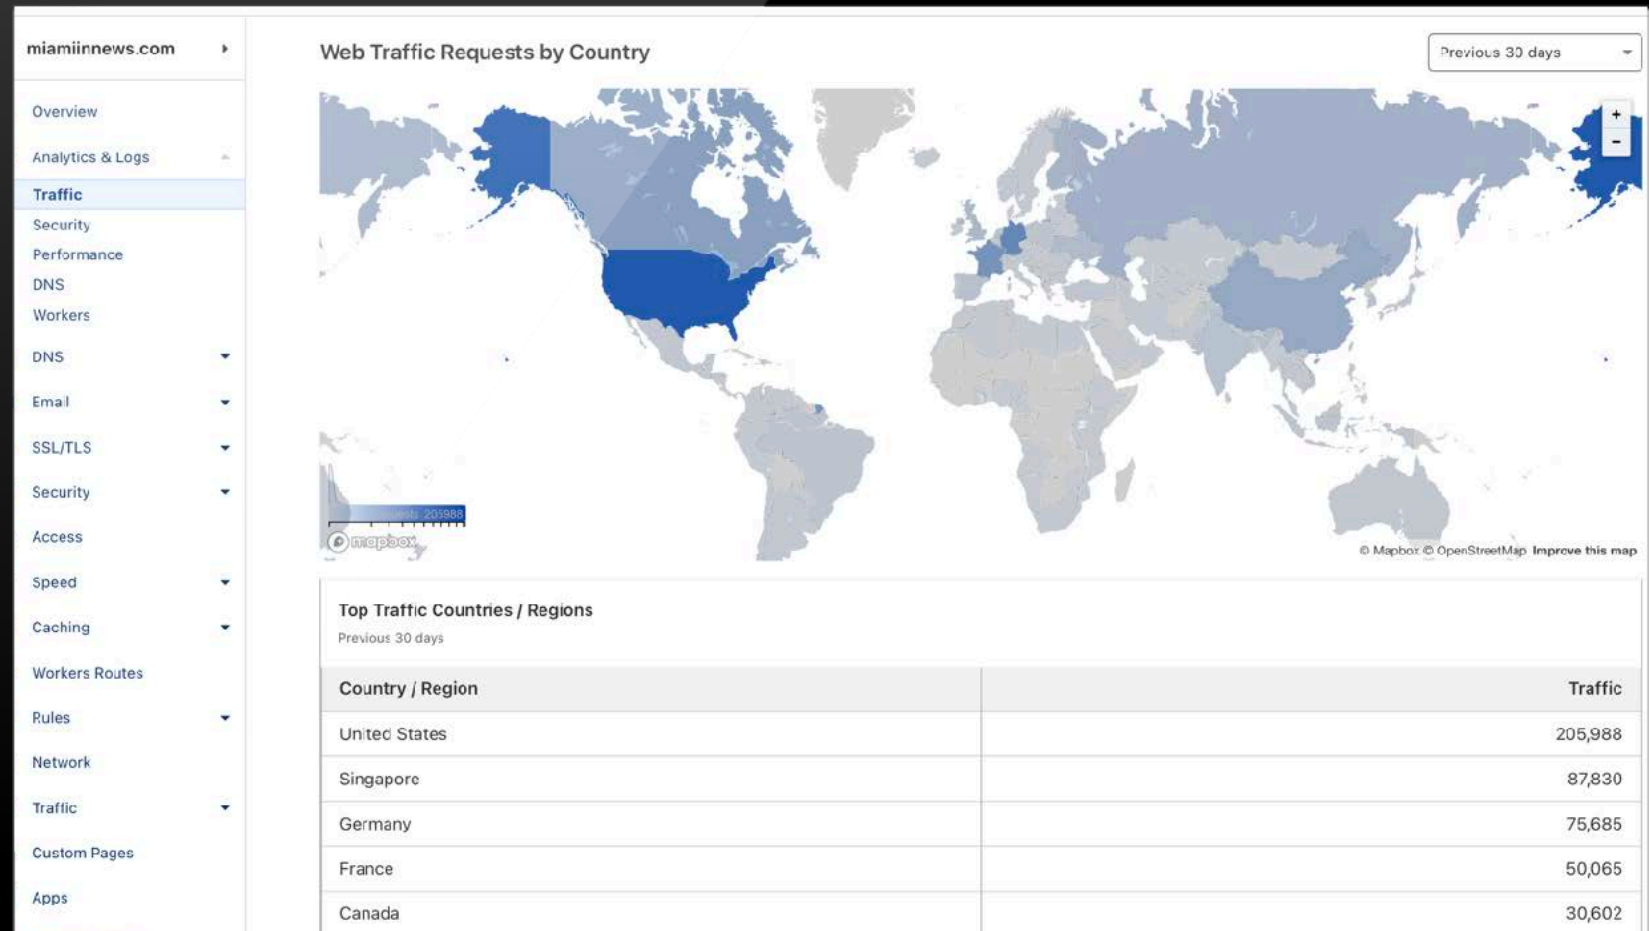 miamiinnews.com
Overview
Analytics & Logs
Traffic
Security
Performance
DNS
Workers
DNS
Email
SSL/TLS
Security
Access
Speed
Caching
Workers Routes
Rules
Network
Traffic
Custom Pages
Apps
Web Traffic Requests by Country
Previous 30 days
+
-
205988
mapbox
© Mapbox © OpenStreetMap Improve this map
Top Traffic Countries / Regions
Previous 30 days
Country / Region Traffic
United States 205,988
Singapore 87,830
Germany 75,685
France 50,065
Canada 30,602